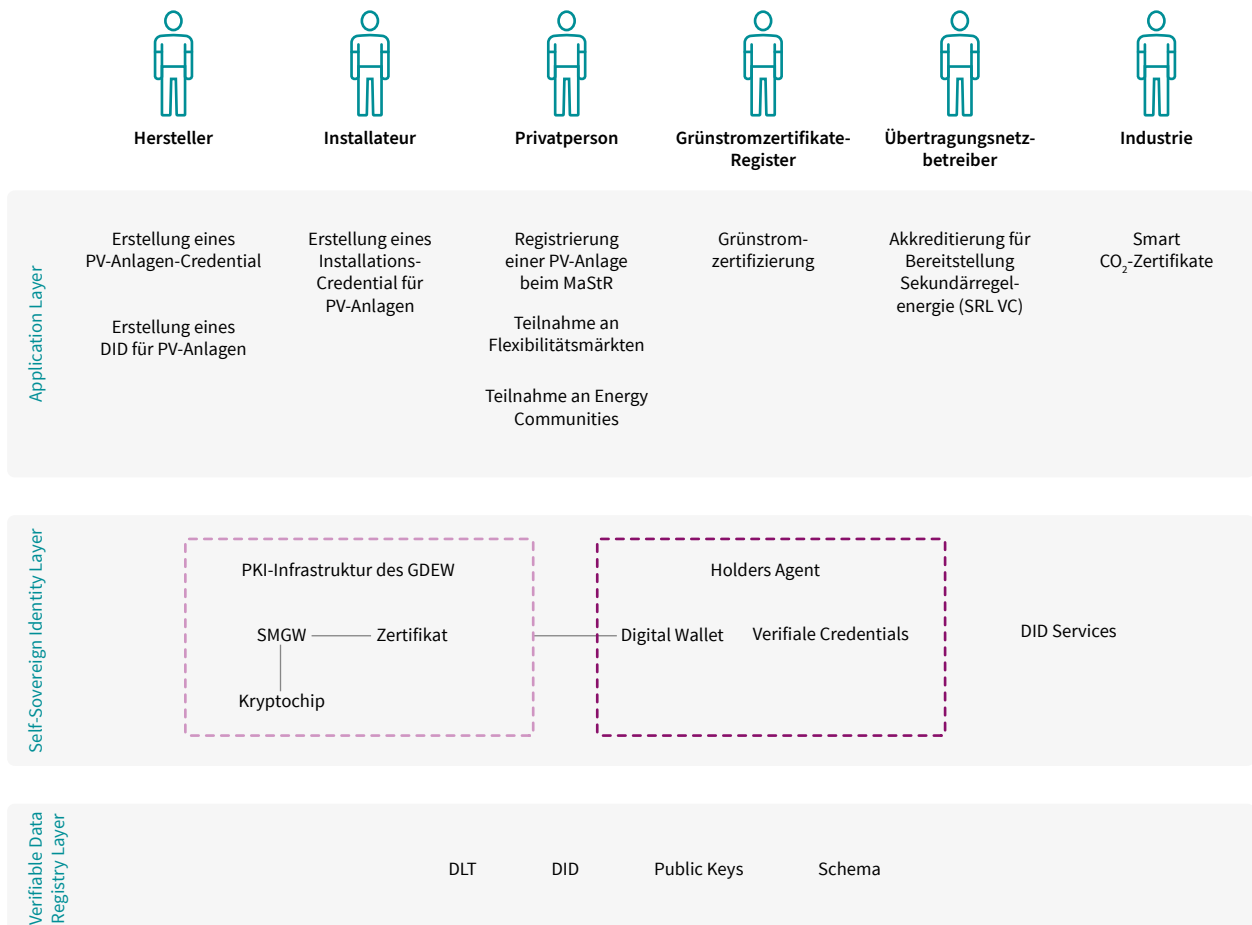 Hersteller
Installateur
Privatperson
Grünstromzertifikate-
Register
Übertragungsnetz-
betreiber
Industrie
Application Layer
Erstellung eines
PV-Anlagen-Credential
Erstellung eines
DID für PV-Anlagen
Erstellung eines
Installations-
Credential für
PV-Anlagen
Registrierung
einer PV-Anlage
beim MaStR
Teilnahme an
Flexibilitätsmärkten
Teilnahme an Energy
Communities
Grünstrom-
zertifizierung
Akkreditierung für
Bereitstellung
Sekundärregel-
energie (SRL VC)
Smart
CO₂-Zertifikate
Self-Sovereign Identity Layer
PKI-Infrastruktur des GDEW
SMGW
Zertifikat
Kryptochip
Holders Agent
Digital Wallet
Verifiale Credentials
DID Services
Verifiable Data
Registry Layer
DLT
DID
Public Keys
Schema